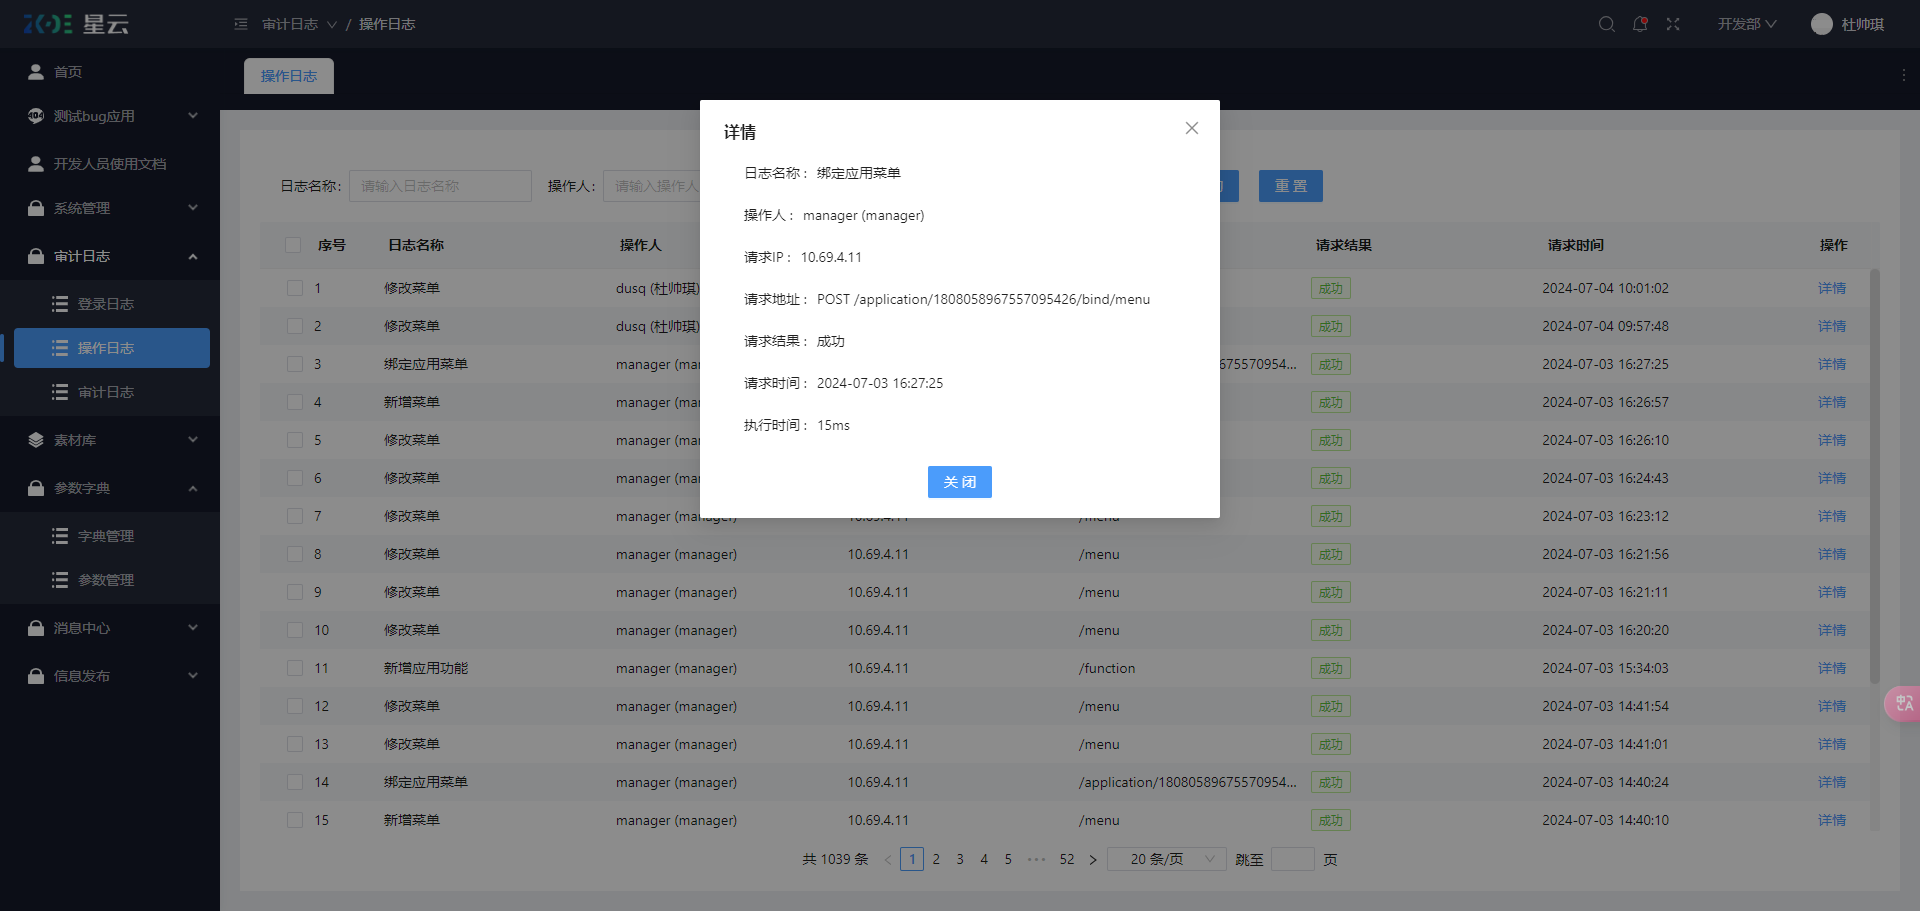 星云
审计日志 / 操作日志
开发部
杜帅琪
首页
测试bug应用
开发人员使用文档
系统管理
审计日志
登录日志
操作日志
审计日志
素材库
参数字典
字典管理
参数管理
消息中心
信息发布
操作日志
日志名称: 请输入日志名称 操作人: 请输入操作人 重 置
序号 日志名称 操作人 请求结果 请求时间 操作
1 修改菜单 dusq (杜帅琪) 成功 2024-07-04 10:01:02 详情
2 修改菜单 dusq (杜帅琪) 成功 2024-07-04 09:57:48 详情
3 绑定应用菜单 manager (mar 675570954... 成功 2024-07-03 16:27:25 详情
4 新增菜单 manager (mar 成功 2024-07-03 16:26:57 详情
5 修改菜单 manager (mar 成功 2024-07-03 16:26:10 详情
6 修改菜单 manager (mar 成功 2024-07-03 16:24:43 详情
7 修改菜单 manager (manager) 10.69.4.11 /menu 成功 2024-07-03 16:23:12 详情
8 修改菜单 manager (manager) 10.69.4.11 /menu 成功 2024-07-03 16:21:56 详情
9 修改菜单 manager (manager) 10.69.4.11 /menu 成功 2024-07-03 16:21:11 详情
10 修改菜单 manager (manager) 10.69.4.11 /menu 成功 2024-07-03 16:20:20 详情
11 新增应用功能 manager (manager) 10.69.4.11 /function 成功 2024-07-03 15:34:03 详情
12 修改菜单 manager (manager) 10.69.4.11 /menu 成功 2024-07-03 14:41:54 详情
13 修改菜单 manager (manager) 10.69.4.11 /menu 成功 2024-07-03 14:41:01 详情
14 绑定应用菜单 manager (manager) 10.69.4.11 /application/18080589675570954... 成功 2024-07-03 14:40:24 详情
15 新增菜单 manager (manager) 10.69.4.11 /menu 成功 2024-07-03 14:40:10 详情
共 1039 条 < 1 2 3 4 5 ••• 52 > 20 条/页 跳至 页
详情
日志名称： 绑定应用菜单
操作人： manager (manager)
请求IP： 10.69.4.11
请求地址： POST /application/1808058967557095426/bind/menu
请求结果： 成功
请求时间： 2024-07-03 16:27:25
执行时间： 15ms
关 闭